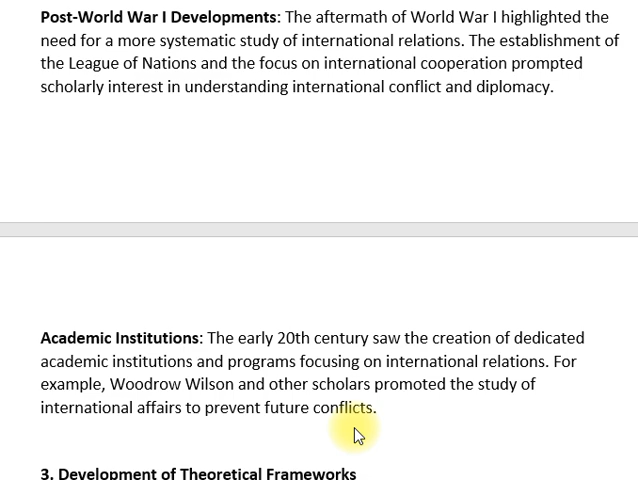 Post-World War I Developments: The aftermath of World War I highlighted the
need for a more systematic study of international relations. The establishment of
the League of Nations and the focus on international cooperation prompted
scholarly interest in understanding international conflict and diplomacy.
Academic Institutions: The early 20th century saw the creation of dedicated
academic institutions and programs focusing on international relations. For
example, Woodrow Wilson and other scholars promoted the study of
international affairs to prevent future conflicts.
3. Development of Theoretical Frameworks